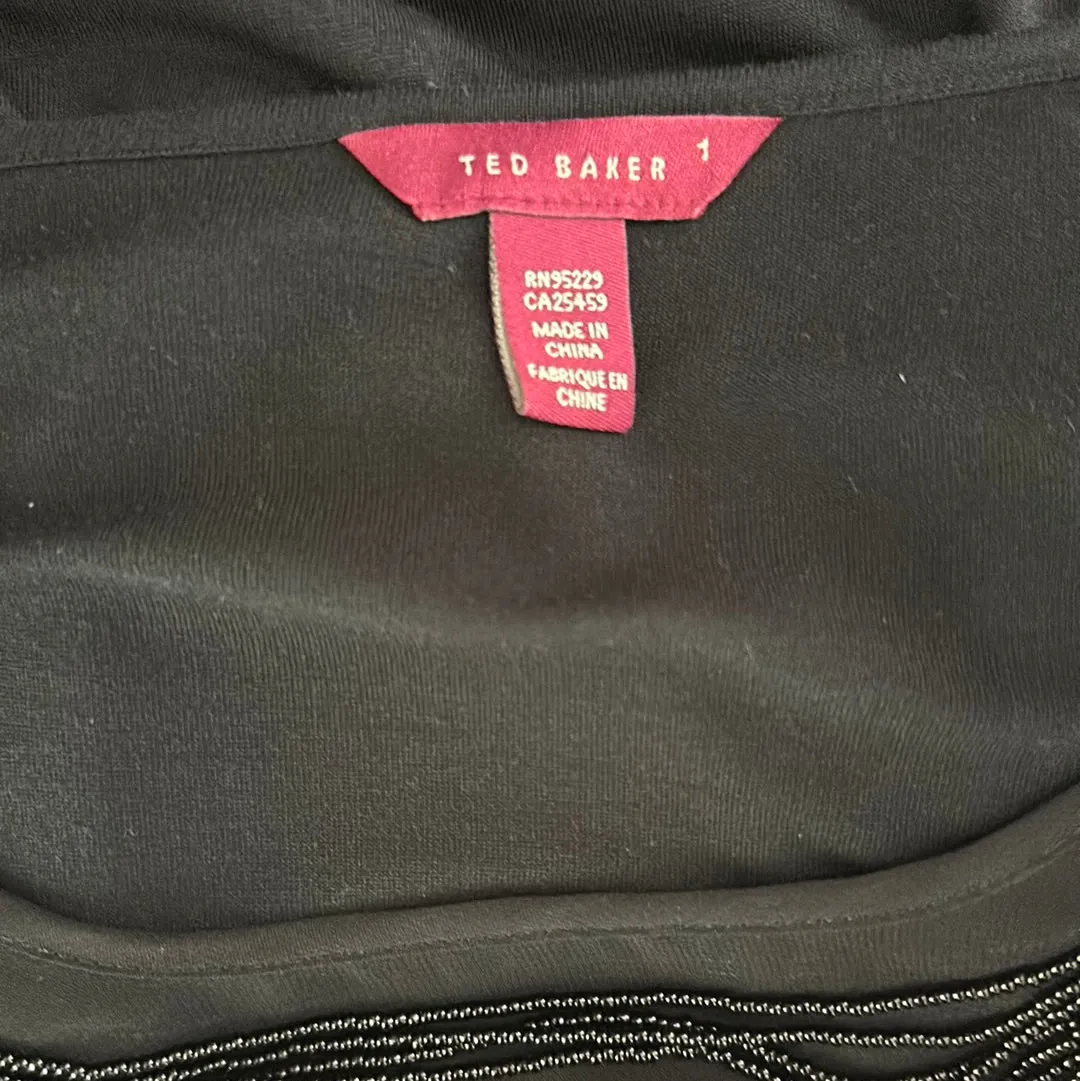 TED BAKER 1
RN95229
CA25459
MADE IN
CHINA
FABRIQUE EN
CHINE